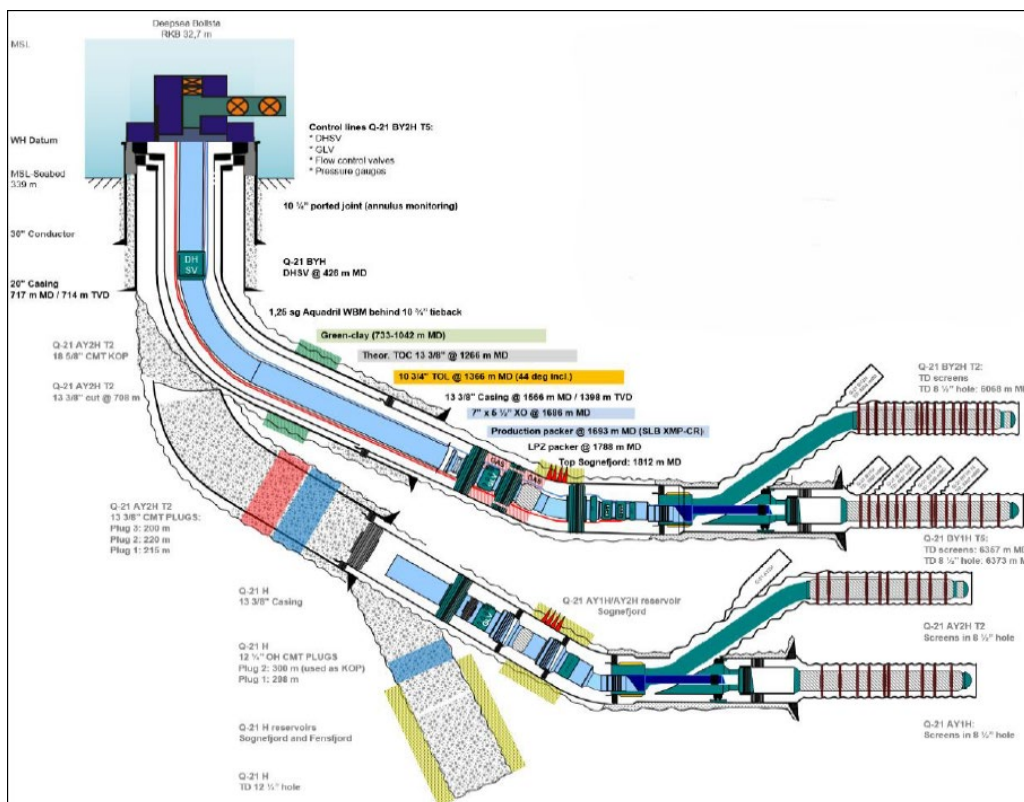 Deepsea Bollsta
RKB 32,7 m
MSL
WH Datum
MSL-Seabed
339 m
30" Conductor
20" Casing
717 m MD / 714 m TVD
Control lines Q-21 BY2H T5:
* DHSV
* GLV
* Flow control valves
* Pressure gauges
10 ¾" ported joint (annulus monitoring)
DH
SV
Q-21 BYH
DHSV @ 426 m MD
1,25 sg Aquadril WBM behind 10 ¾" tieback
Green-clay (733-1042 m MD)
Theor. TOC 13 3/8" @ 1266 m MD
10 3/4" TOL @ 1366 m MD (44 deg incl.)
13 3/8" Casing @ 1566 m MD / 1398 m TVD
7" x 5 ½" XO @ 1686 m MD
Production packer @ 1693 m MD (SLB XMP-CR)
LPZ packer @ 1788 m MD
Top Sognefjord: 1812 m MD
GAS
GAS
GLV
Q-21 AY2H T2
18 5/8" CMT KOP
Q-21 AY2H T2
13 3/8" cut @ 708 m
Q-21 AY2H T2
13 3/8" CMT PLUGS:
Plug 3: 200 m
Plug 2: 220 m
Plug 1: 215 m
Q-21 BY2H T2:
TD screens
TD 8 ½" hole: 6068 m M
Q-21 BY1H T5:
TD screens: 6357 m M
TD 8 ½" hole: 6373 m M
Q-21 H
13 3/8" Casing
GLV
Q-21 AY1H/AY2H reservoir
Sognefjord
Q-21 AY2H T2
Screens in 8 ½" hole
Q-21 H
12 ¼" OH CMT PLUGS
Plug 2: 300 m (used as KOP)
Plug 1: 298 m
Q-21 AY1H:
Screens in 8 ½" hole
Q-21 H reservoirs
Sognefjord and Fensfjord
Q-21 H
TD 12 ¼" hole